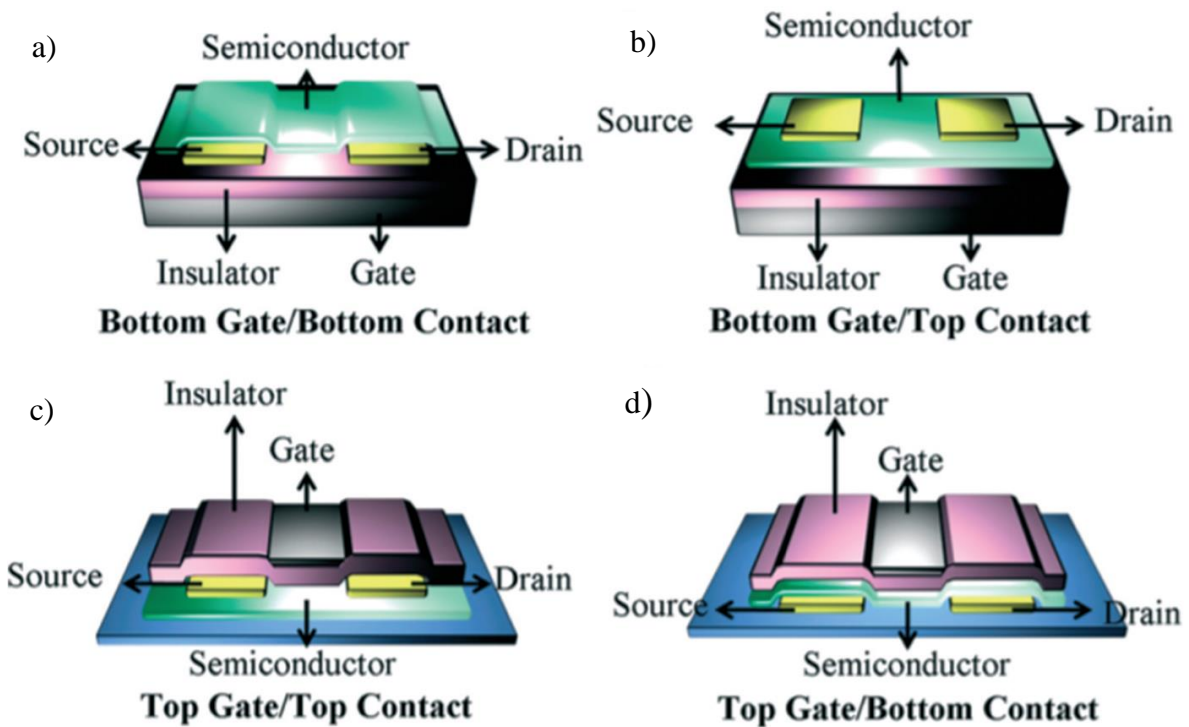 a)
Semiconductor
Source
Drain
Insulator
Gate
Bottom Gate/Bottom Contact
b)
Semiconductor
Source
Drain
Insulator
Gate
Bottom Gate/Top Contact
c)
Insulator
Gate
Source
Drain
Semiconductor
Top Gate/Top Contact
d)
Insulator
Gate
Source
Drain
Semiconductor
Top Gate/Bottom Contact